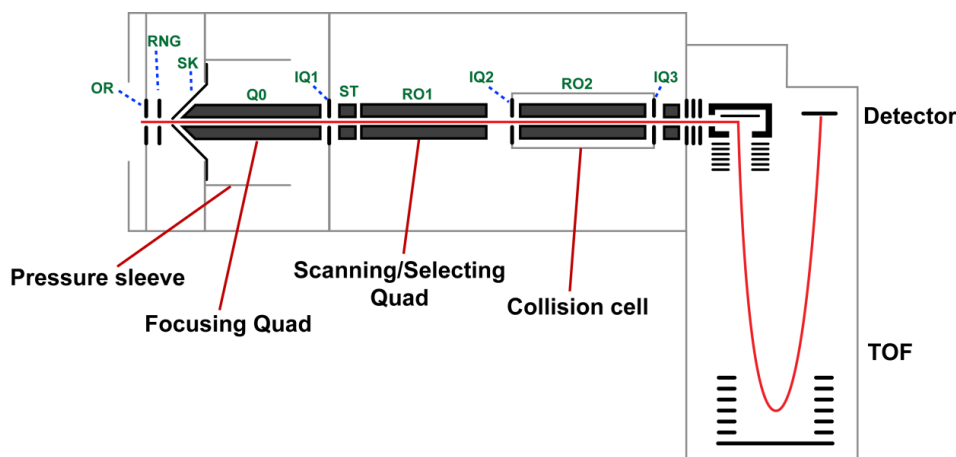 RNG
SK
OR
Q0
IQ1
ST
RO1
IQ2
RO2
IQ3
Detector
Pressure sleeve
Focusing Quad
Scanning/Selecting
Quad
Collision cell
TOF